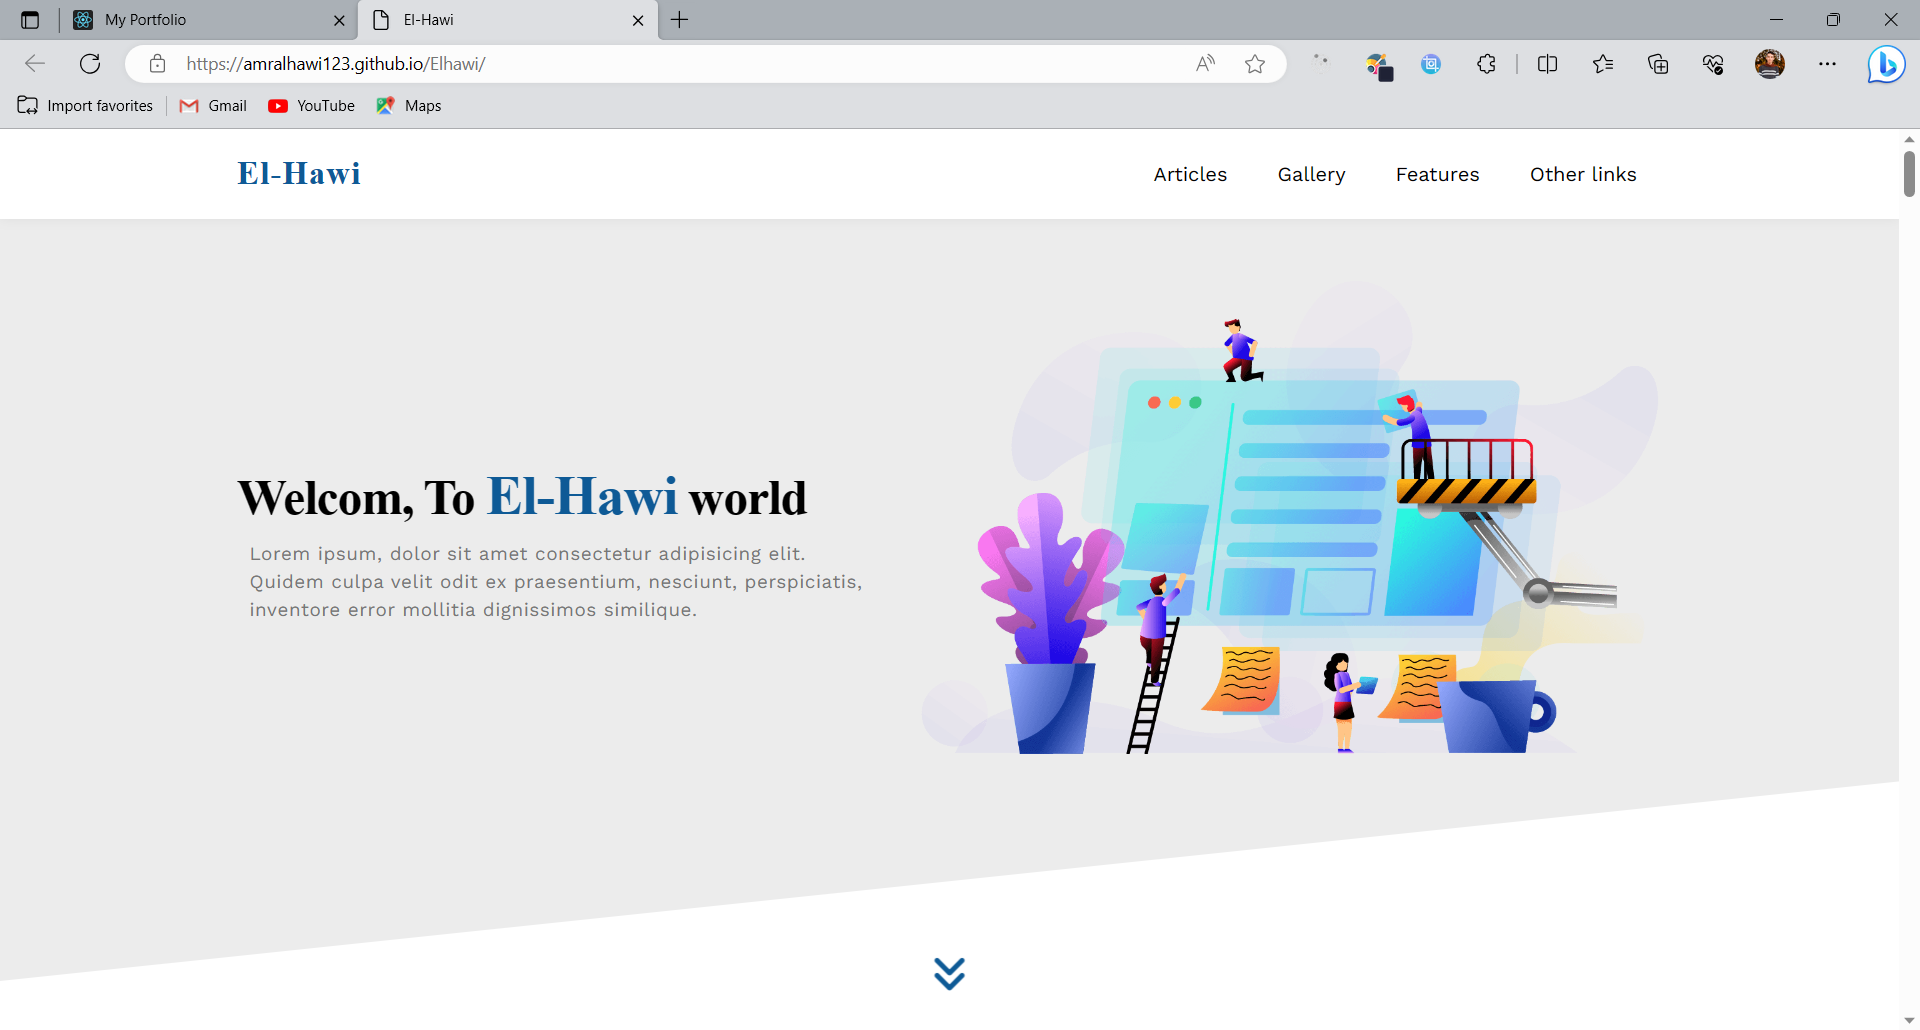 My Portfolio
El-Hawi
https://amralhawi123.github.io/Elhawi/
Import favorites
Gmail
YouTube
Maps
El-Hawi
Articles
Gallery
Features
Other links
Welcom, To El-Hawi world
Lorem ipsum, dolor sit amet consectetur adipisicing elit.
Quidem culpa velit odit ex praesentium, nesciunt, perspiciatis,
inventore error mollitia dignissimos similique.